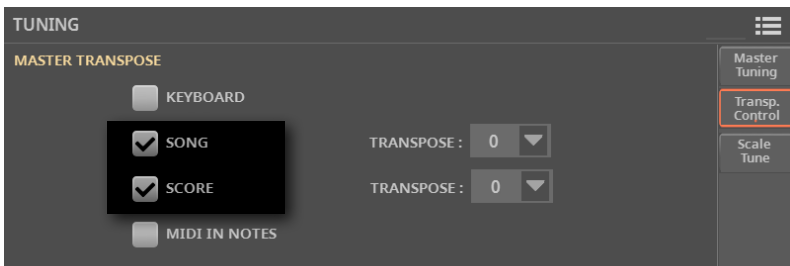 TUNING
MASTER TRANSPOSE
KEYBOARD
SONG TRANSPOSE : 0
SCORE TRANSPOSE : 0
MIDI IN NOTES
Master
Tuning
Transp.
Control
Scale
Tune